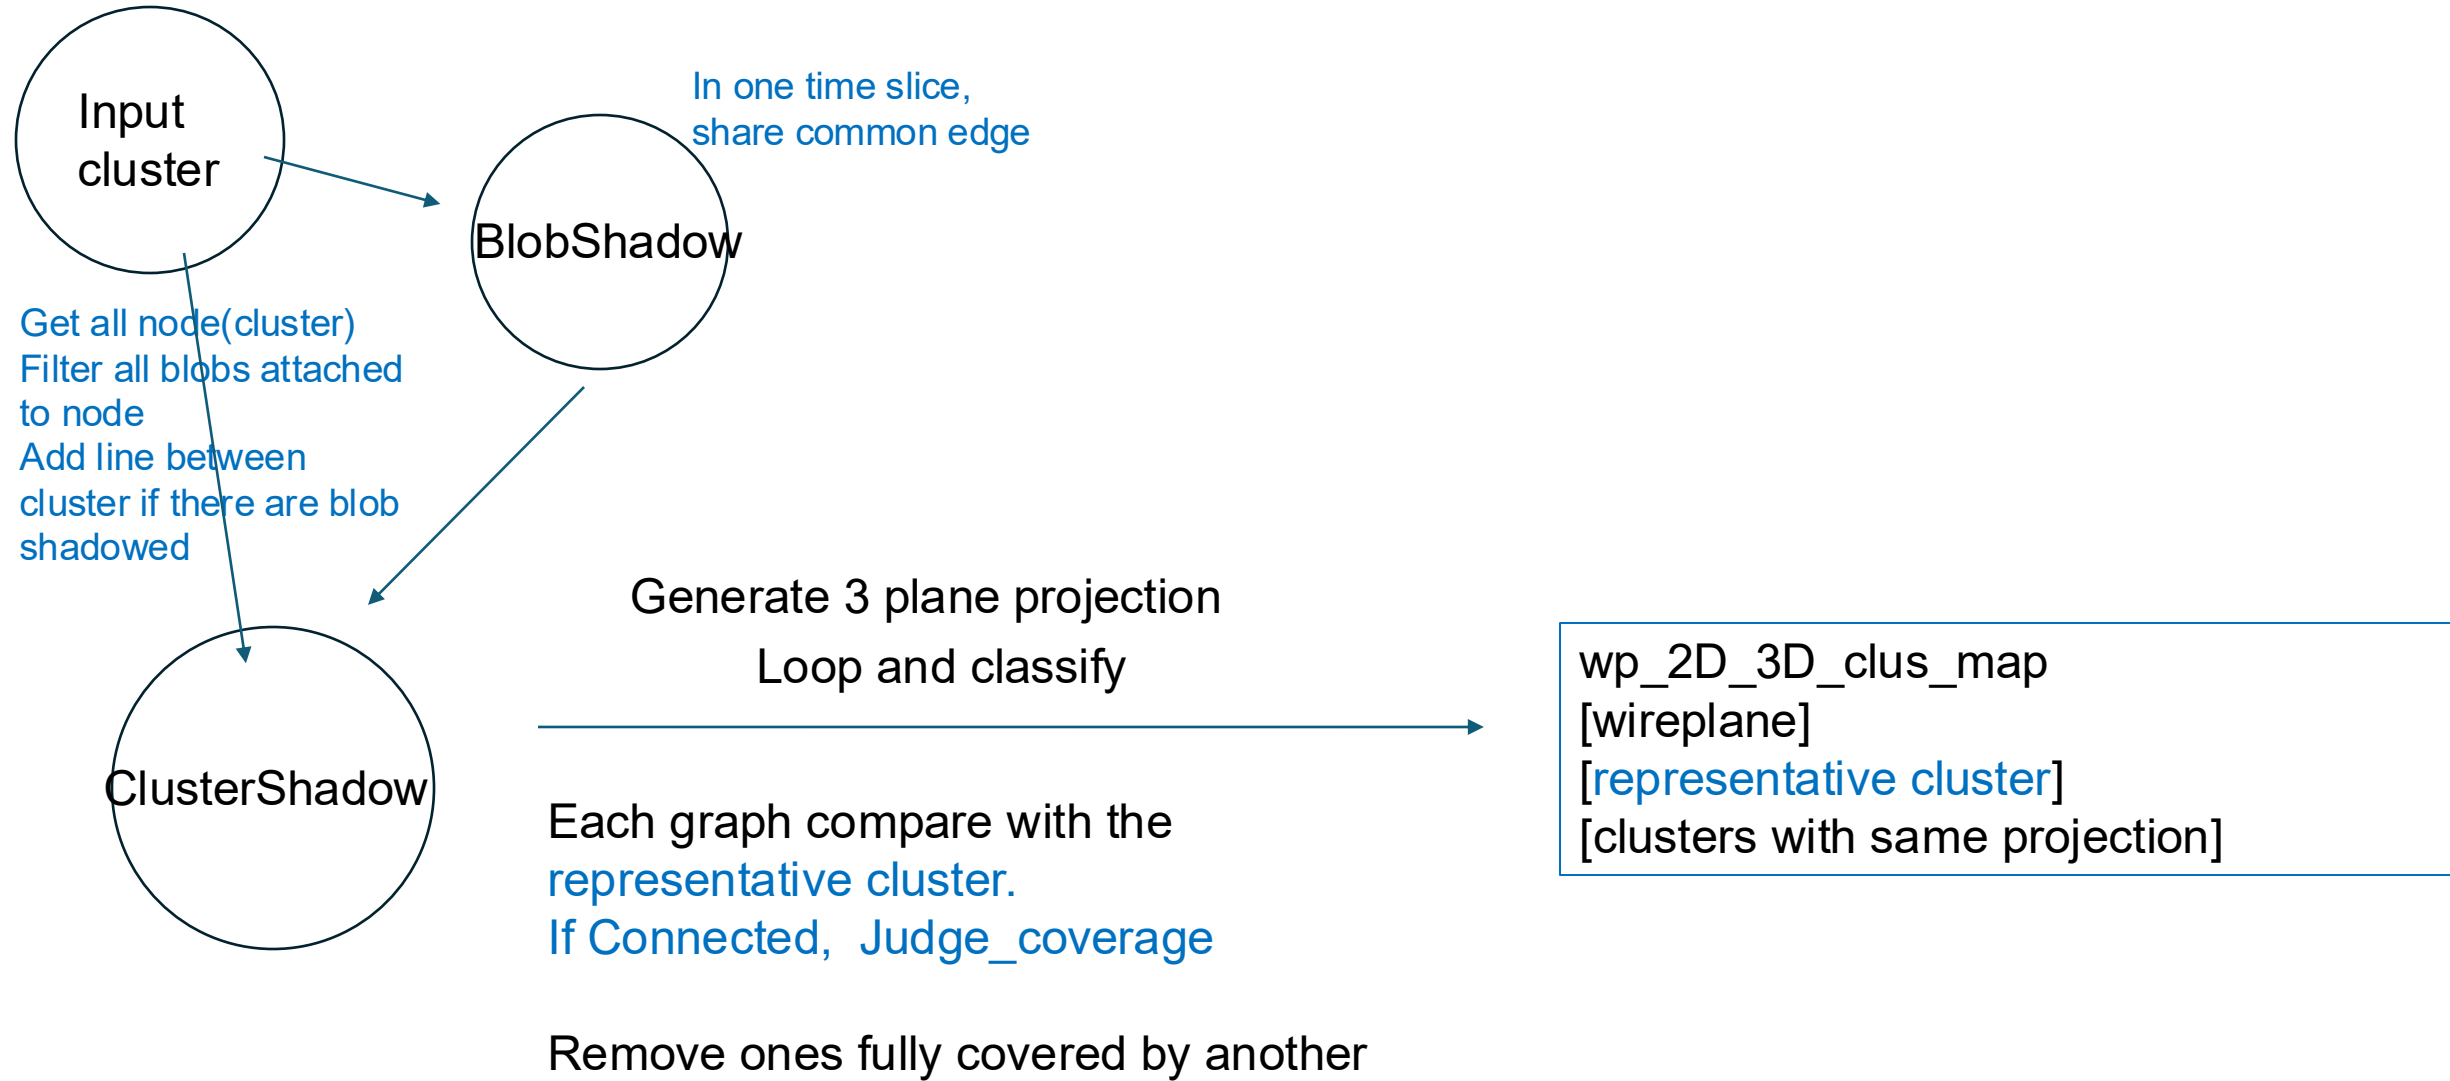 Input
cluster
In one time slice,
share common edge
BlobShadow
Get all node(cluster)
Filter all blobs attached
to node
Add line between
cluster if there are blob
shadowed
ClusterShadow
Generate 3 plane projection
Loop and classify
Each graph compare with the
representative cluster.
If Connected, Judge_coverage
Remove ones fully covered by another
wp_2D_3D_clus_map
[wireplane]
[representative cluster]
[clusters with same projection]